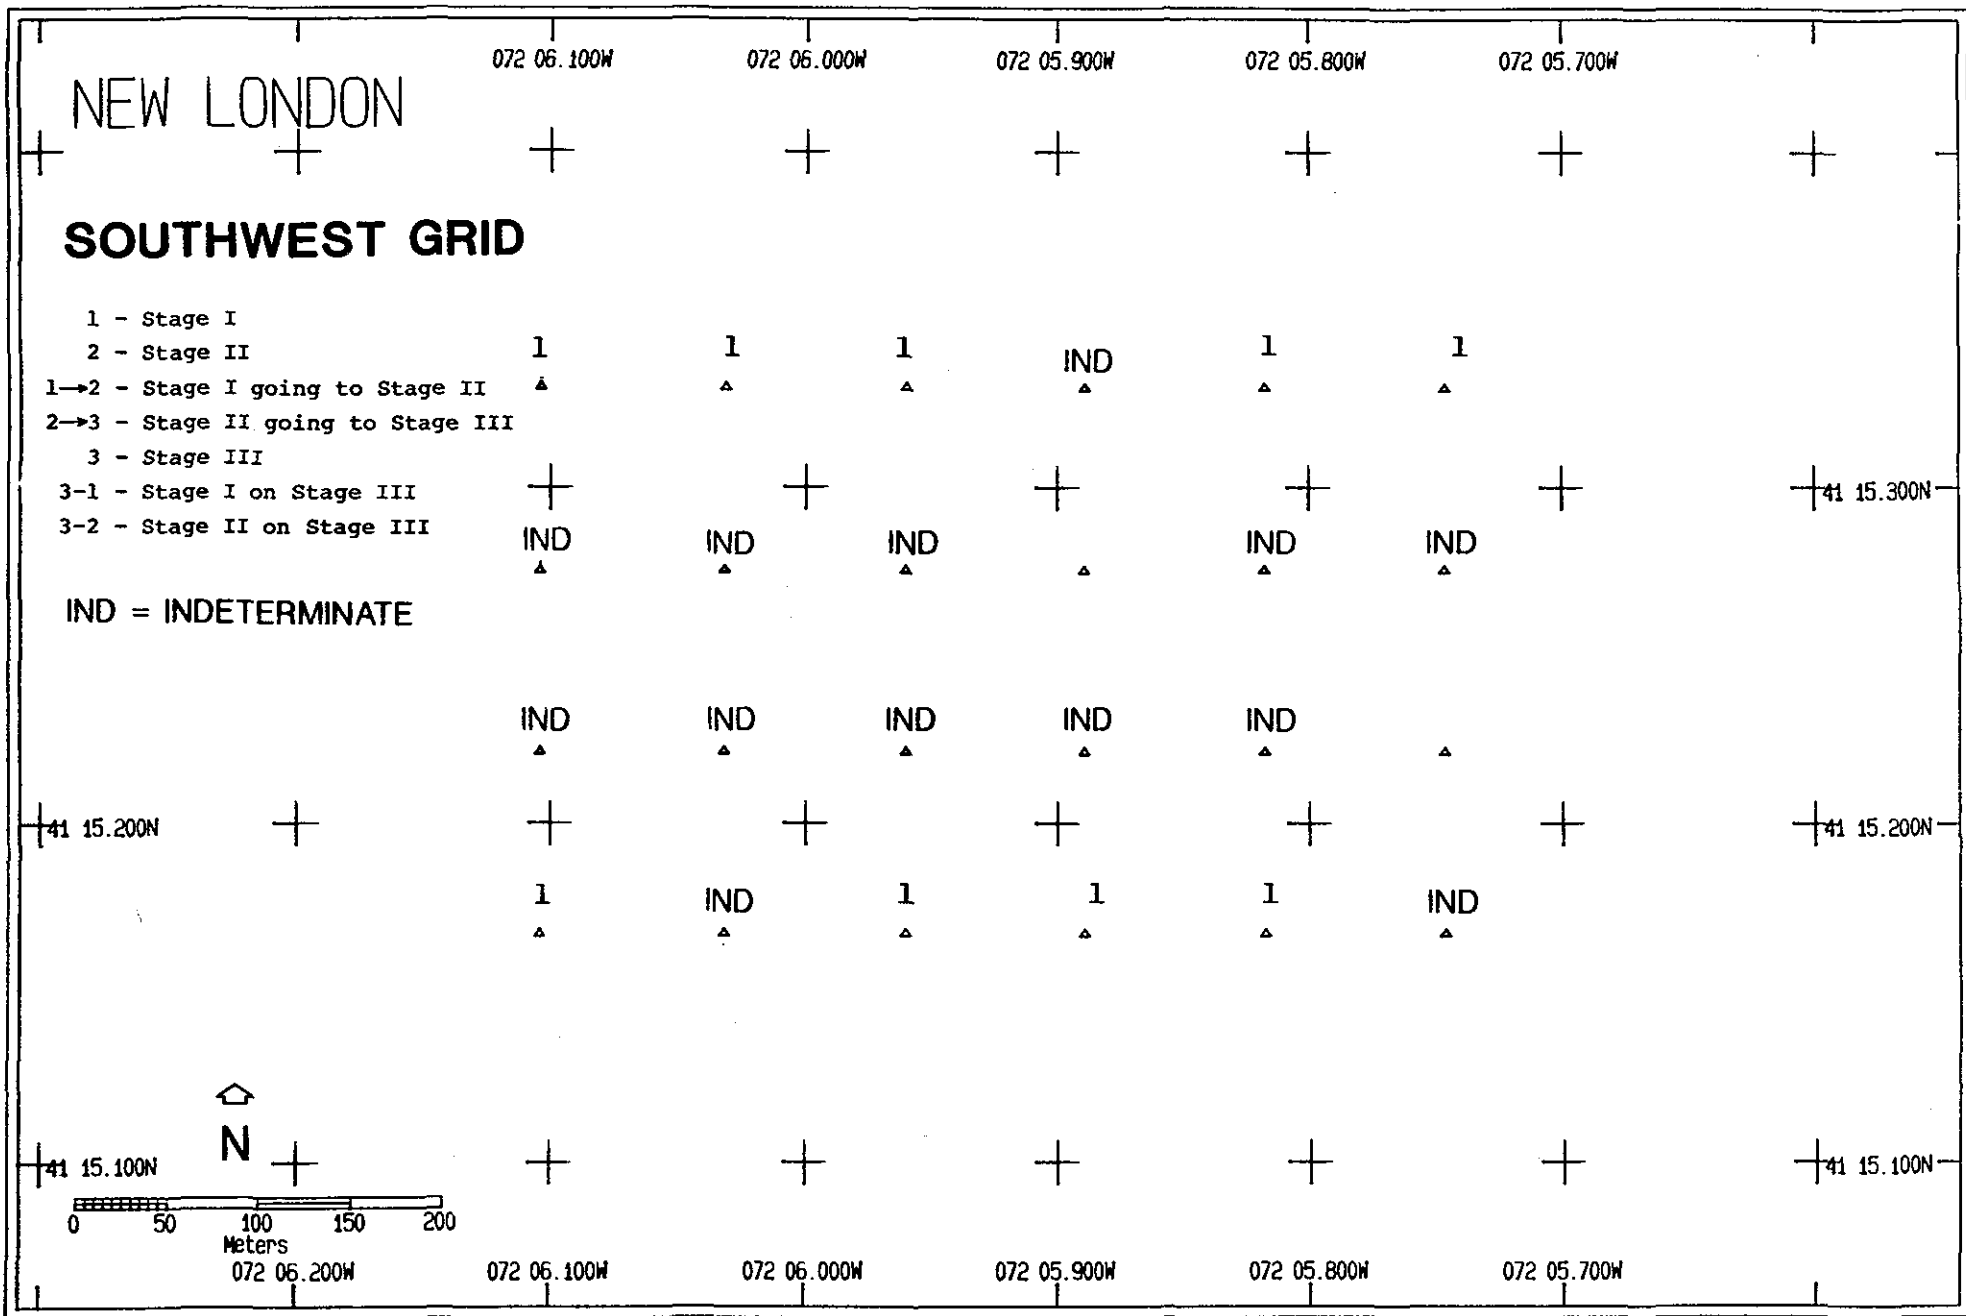 072 06.100W 072 06.000W 072 05.900W 072 05.800W 072 05.700W
NEW LONDON
SOUTHWEST GRID
1 - Stage I
2 - Stage II
1→2 - Stage I going to Stage II
2→3 - Stage II going to Stage III
3 - Stage III
3-1 - Stage I on Stage III
3-2 - Stage II on Stage III
IND = INDETERMINATE
1 1 1 IND 1 1
41 15.300N
IND IND IND IND IND
IND IND IND IND IND
41 15.200N 41 15.200N
1 IND 1 1 1 IND
N
41 15.100N 41 15.100N
0 50 100 150 200
Meters
072 06.200W 072 06.100W 072 06.000W 072 05.900W 072 05.800W 072 05.700W